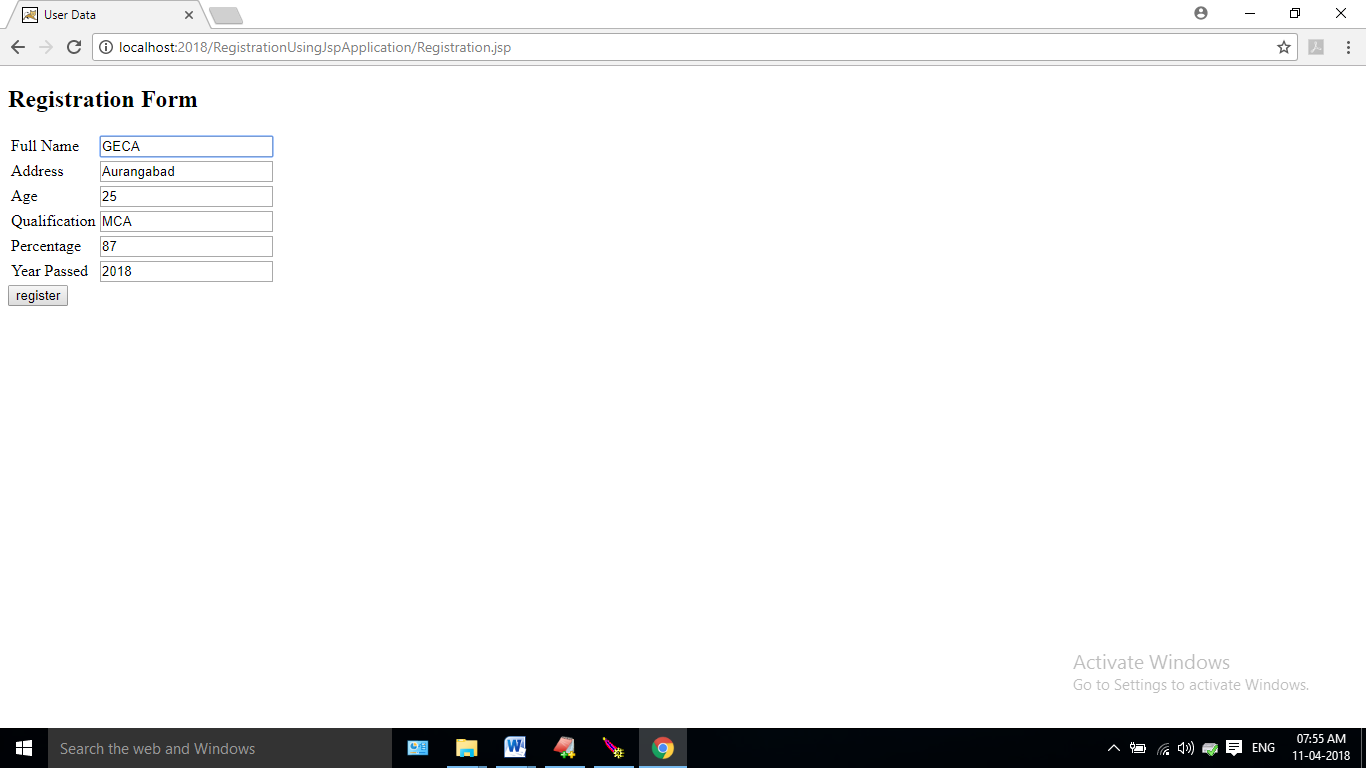 User Data
localhost:2018/RegistrationUsingJspApplication/Registration.jsp
Registration Form
Full Name GECA
Address Aurangabad
Age 25
Qualification MCA
Percentage 87
Year Passed 2018
register
Activate Windows
Go to Settings to activate Windows.
Search the web and Windows
ENG
07:55 AM
11-04-2018